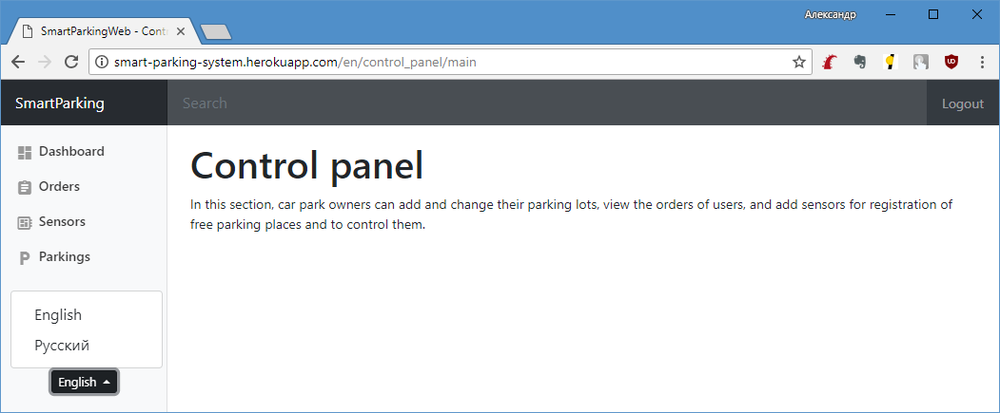 Александр
SmartParkingWeb - Cont
smart-parking-system.herokuapp.com/en/control_panel/main
SmartParking
Search
Logout
Dashboard
Orders
Sensors
Parkings
English
Русский
English
Control panel
In this section, car park owners can add and change their parking lots, view the orders of users, and add sensors for registration of
free parking places and to control them.